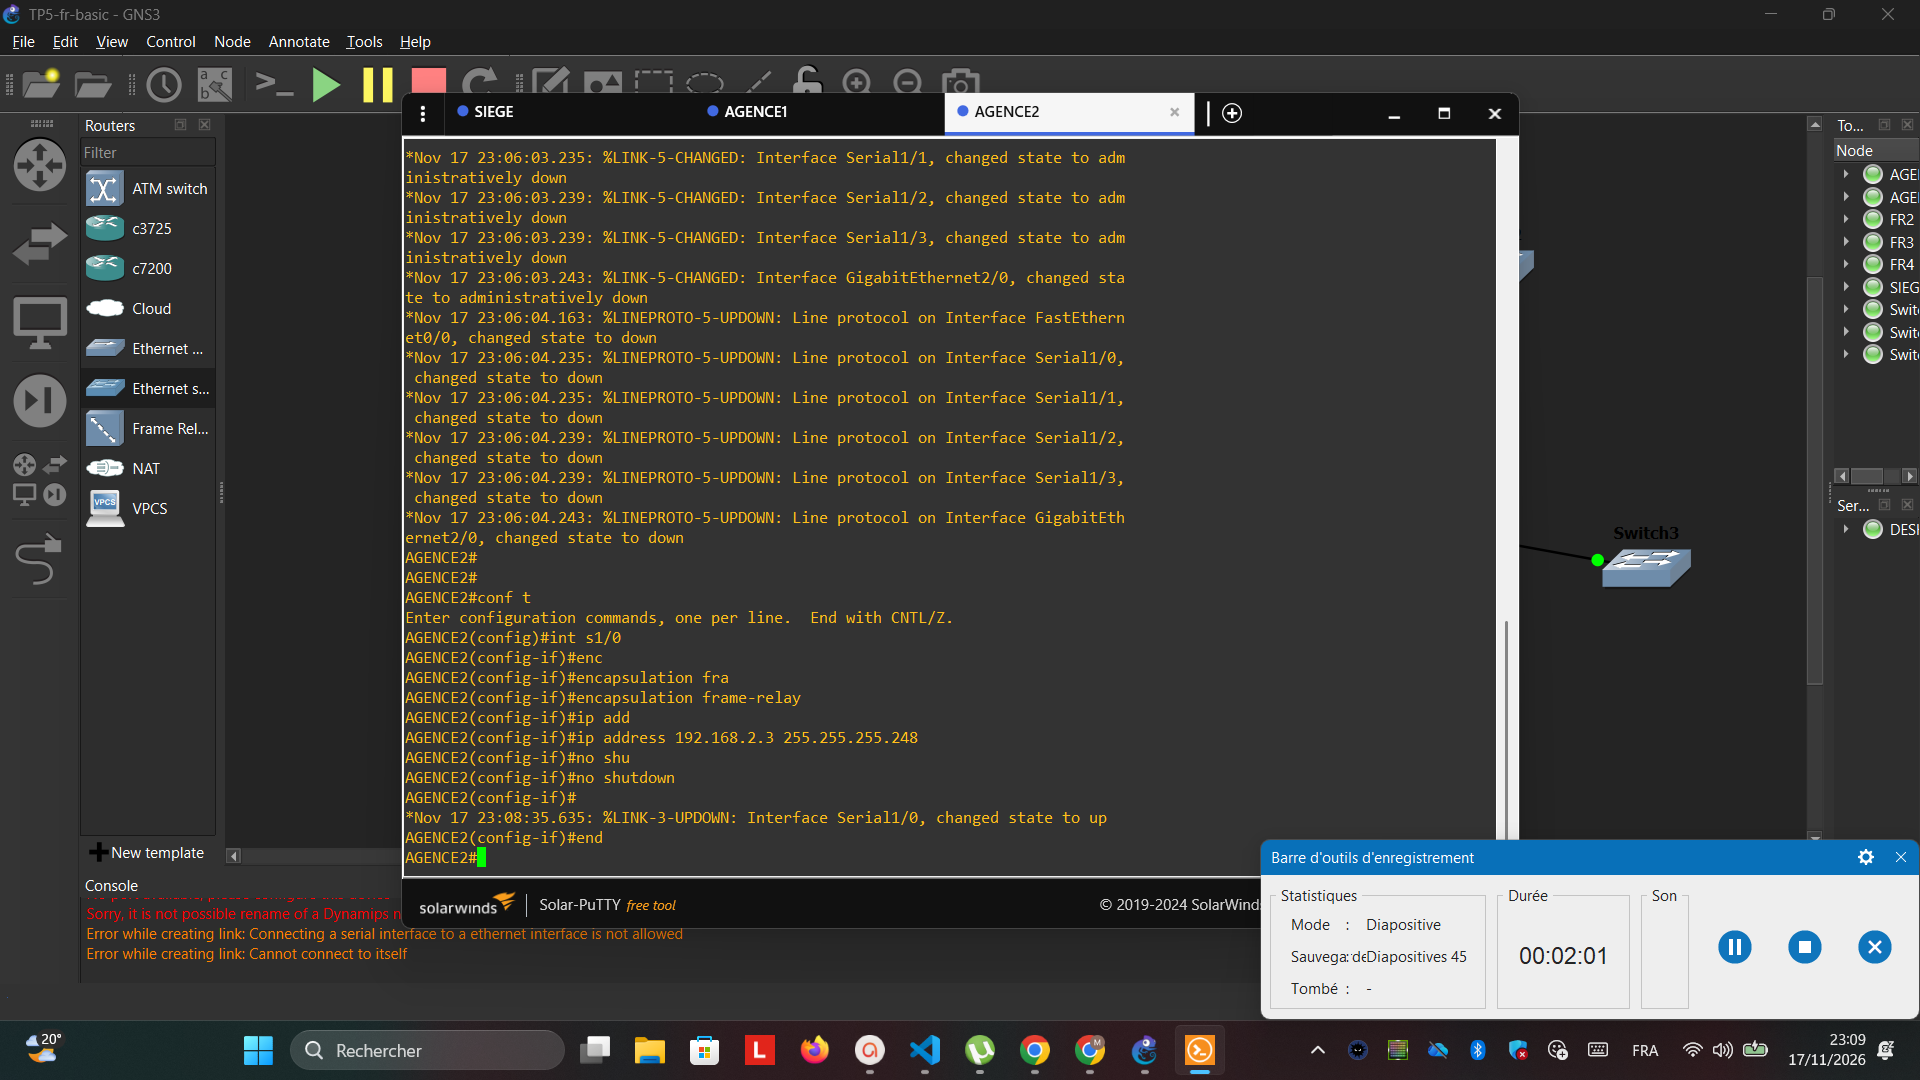 TP5-fr-basic - GNS3
File Edit View Control Node Annotate Tools Help
SIEGE
AGENCE1
AGENCE2
Routers
Filter
ATM switch
c3725
c7200
Cloud
Ethernet ...
Ethernet s...
Frame Rel...
NAT
VPCS
VPCS
New template
*Nov 17 23:06:03.235: %LINK-5-CHANGED: Interface Serial1/1, changed state to adm
inistratively down
*Nov 17 23:06:03.239: %LINK-5-CHANGED: Interface Serial1/2, changed state to adm
inistratively down
*Nov 17 23:06:03.239: %LINK-5-CHANGED: Interface Serial1/3, changed state to adm
inistratively down
*Nov 17 23:06:03.243: %LINK-5-CHANGED: Interface GigabitEthernet2/0, changed sta
te to administratively down
*Nov 17 23:06:04.163: %LINEPROTO-5-UPDOWN: Line protocol on Interface FastEthern
et0/0, changed state to down
*Nov 17 23:06:04.235: %LINEPROTO-5-UPDOWN: Line protocol on Interface Serial1/0,
changed state to down
*Nov 17 23:06:04.235: %LINEPROTO-5-UPDOWN: Line protocol on Interface Serial1/1,
changed state to down
*Nov 17 23:06:04.239: %LINEPROTO-5-UPDOWN: Line protocol on Interface Serial1/2,
changed state to down
*Nov 17 23:06:04.239: %LINEPROTO-5-UPDOWN: Line protocol on Interface Serial1/3,
changed state to down
*Nov 17 23:06:04.243: %LINEPROTO-5-UPDOWN: Line protocol on Interface GigabitEth
ernet2/0, changed state to down
AGENCE2#
AGENCE2#
AGENCE2#conf t
Enter configuration commands, one per line.  End with CNTL/Z.
AGENCE2(config)#int s1/0
AGENCE2(config-if)#enc
AGENCE2(config-if)#encapsulation fra
AGENCE2(config-if)#encapsulation frame-relay
AGENCE2(config-if)#ip add
AGENCE2(config-if)#ip address 192.168.2.3 255.255.255.248
AGENCE2(config-if)#no shu
AGENCE2(config-if)#no shutdown
AGENCE2(config-if)#
*Nov 17 23:08:35.635: %LINK-3-UPDOWN: Interface Serial1/0, changed state to up
AGENCE2(config-if)#end
AGENCE2#
solarwinds
Solar-PuTTY free tool
© 2019-2024 SolarWinds
To...
Node
AGE
AGE
FR2
FR3
FR4
SIEG
Switc
Switc
Switc
Ser...
DESI
Switch3
Console
Sorry, it is not possible rename of a Dynamips n
Error while creating link: Connecting a serial interface to a ethernet interface is not allowed
Error while creating link: Cannot connect to itself
Barre d'outils d'enregistrement
Statistiques
Mode : Diapositive
Sauvegarde Diapositives 45
Tombé : -
Durée
00:02:01
Son
20°
Rechercher
FRA
23:09
17/11/2026